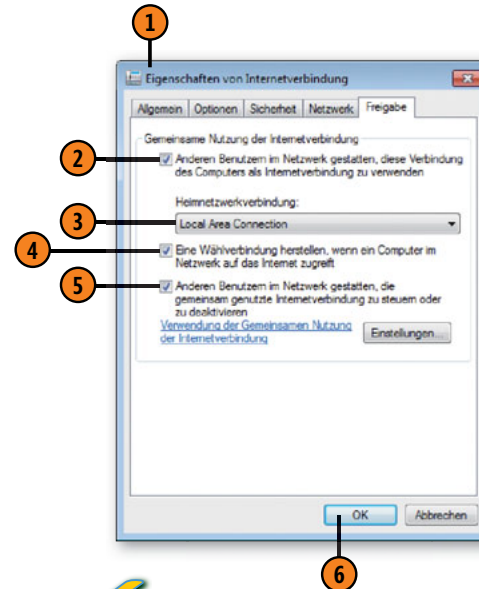 1
Eigenschaften von Internetverbindung
Allgemein Optionen Sicherheit Netzwerk Freigabe
Gemeinsame Nutzung der Internetverbindung
2
Anderen Benutzern im Netzwerk gestatten, diese Verbindung
des Computers als Internetverbindung zu verwenden
Heimnetzwerkverbindung:
3
Local Area Connection
4
Eine Wählverbindung herstellen, wenn ein Computer im
Netzwerk auf das Internet zugreift
5
Anderen Benutzern im Netzwerk gestatten, die
gemeinsam genutzte Internetverbindung zu steuern oder
zu deaktivieren
Verwendung der Gemeinsamen Nutzung
der Internetverbindung
Einstellungen...
OK Abbrechen
6